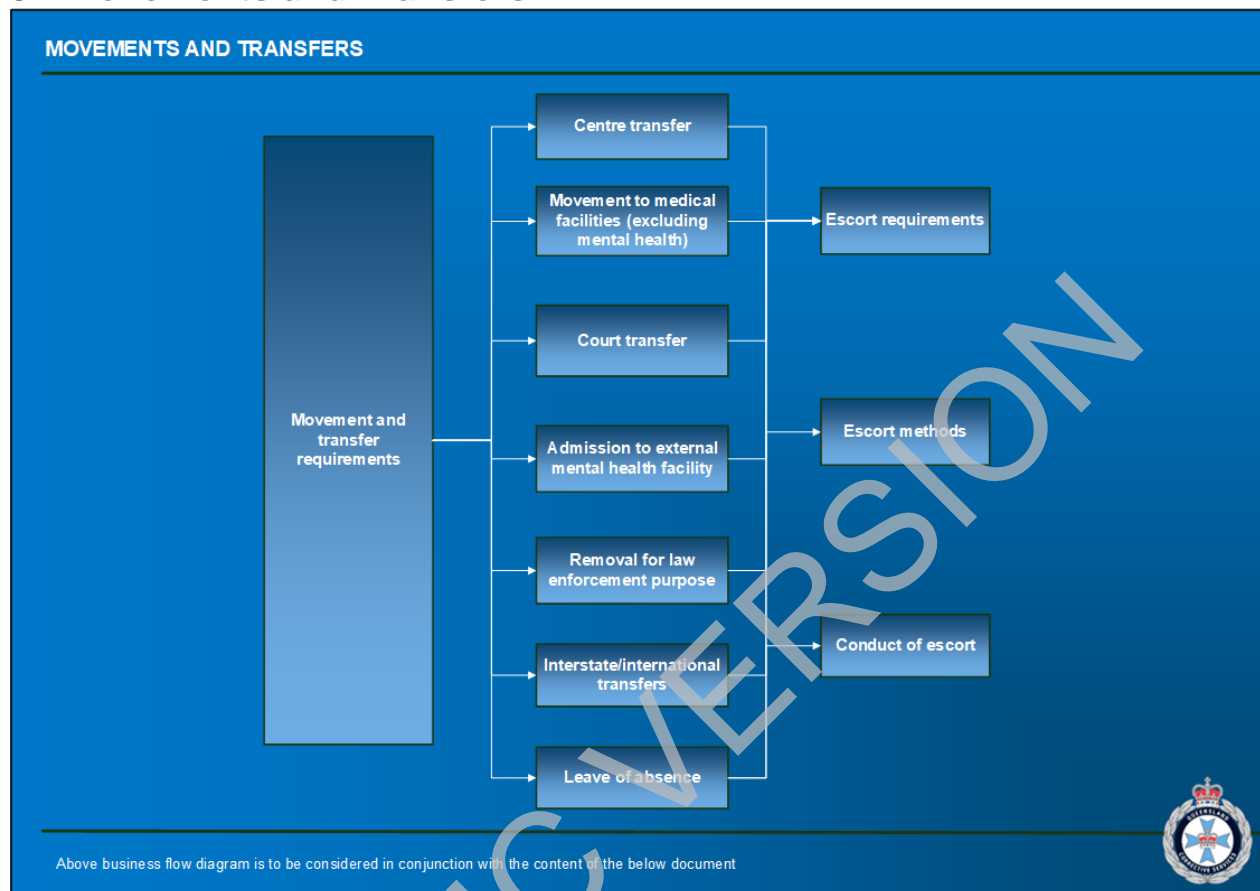 MOVEMENTS AND TRANSFERS
Centre transfer
Movement to medical
facilities (excluding
mental health)
Escort requirements
Court transfer
Movement and
transfer
requirements
Escort methods
Admission to external
mental health facility
Removal for law
enforcement purpose
Interstate/international
transfers
Conduct of escort
Leave of absence
Above business flow diagram is to be considered in conjunction with the content of the below document
QUEENSLAND
CORRECTIVE SERVICES
VERSION